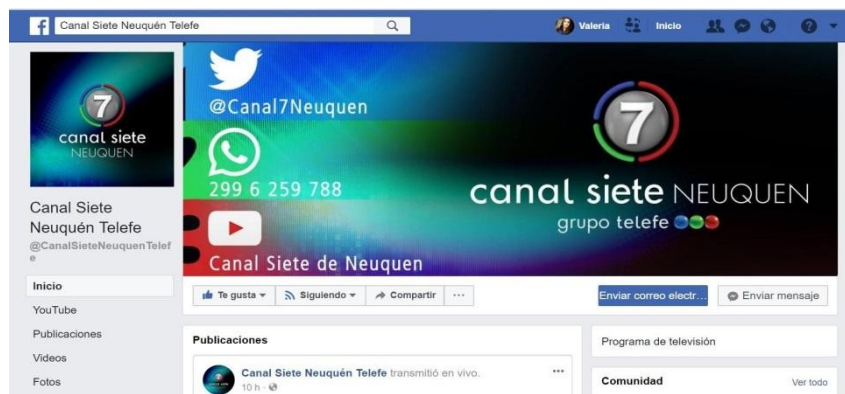 Canal Siete Neuquén Telefe
Valeria
Inicio
7
canal siete
NEUQUEN
Canal Siete
Neuquén Telefe
@CanalSieteNeuquenTelef
e
Inicio
YouTube
Publicaciones
Videos
Fotos
@Canal7Neuquen
299 6 259 788
Canal Siete de Neuquen
7
canal siete NEUQUEN
grupo telefe
Te gusta
Siguiendo
Compartir
Enviar correo electr...
Enviar mensaje
Publicaciones
Canal Siete Neuquén Telefe transmitió en vivo.
10 h
Programa de televisión
Comunidad
Ver todo